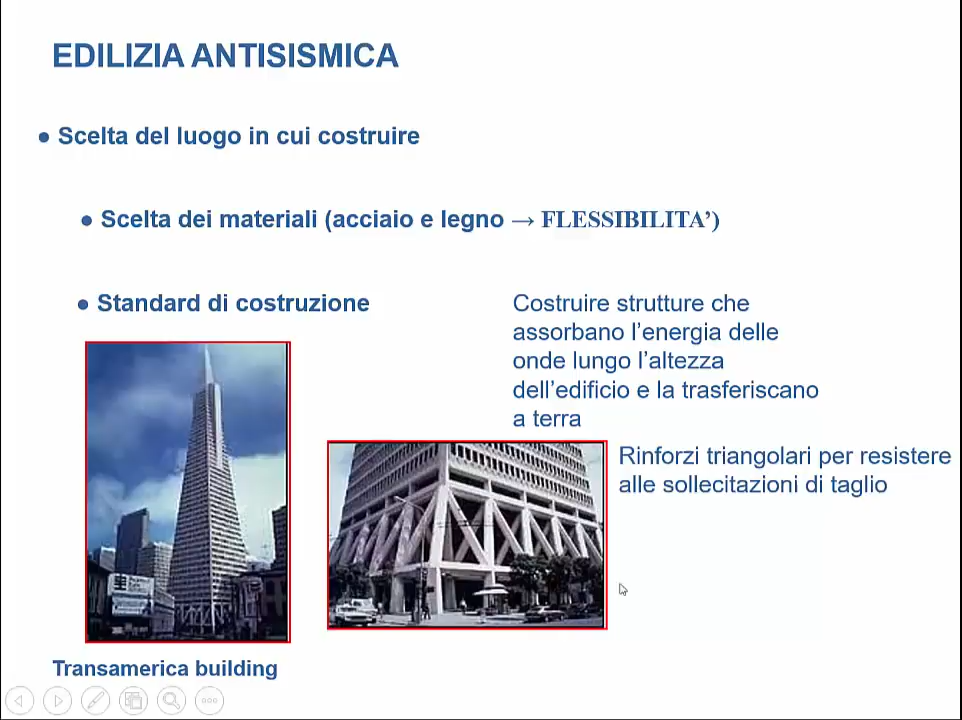 EDILIZIA ANTISISMICA
● Scelta del luogo in cui costruire
● Scelta dei materiali (acciaio e legno → FLESSIBILITA’)
● Standard di costruzione
Costruire strutture che
assorbano l’energia delle
onde lungo l’altezza
dell’edificio e la trasferiscano
a terra
Rinforzi triangolari per resistere
alle sollecitazioni di taglio
Transamerica building